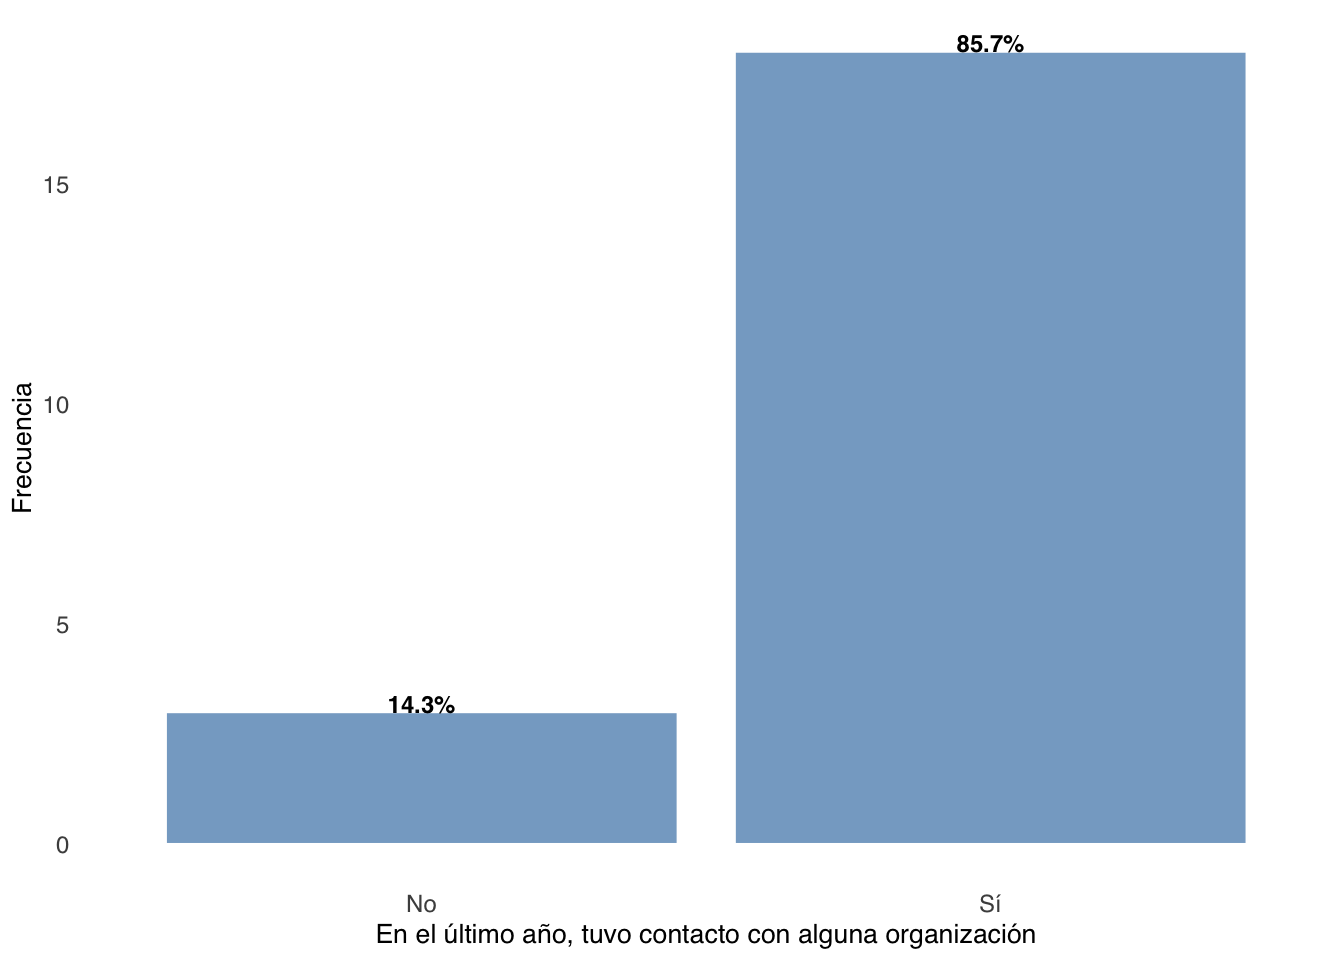 85.7%
15
10
Frecuencia
5
14.3%
0
No
Sí
En el último año, tuvo contacto con alguna organización